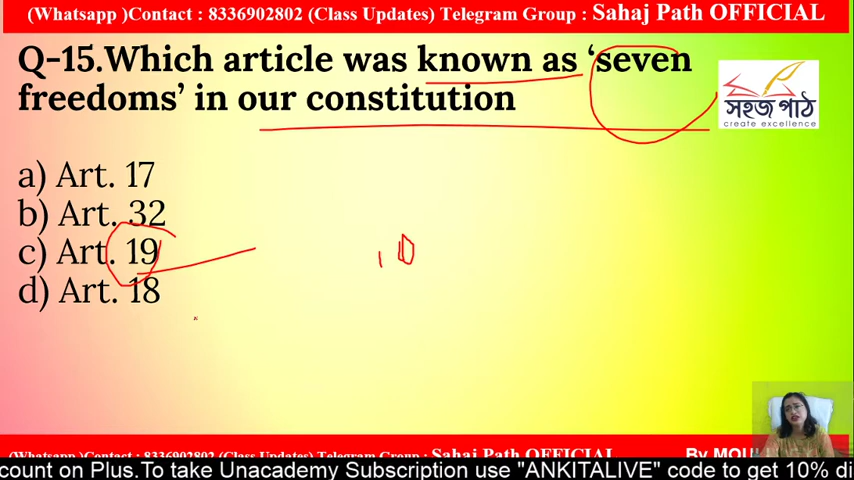 (Whatsapp )Contact : 8336902802 (Class Updates) Telegram Group : Sahaj Path OFFICIAL
Q-15.Which article was known as ‘seven
freedoms’ in our constitution
সহজ পাঠ
create excellence
a) Art. 17
b) Art. 32
c) Art. 19
d) Art. 18
(Whatsapp )Contact : 8336902802 (Class Updates) Telegram Group : Sahaj Path OFFICIAL
By MOU
count on Plus.To take Unacademy Subscription use "ANKITALIVE" code to get 10% di